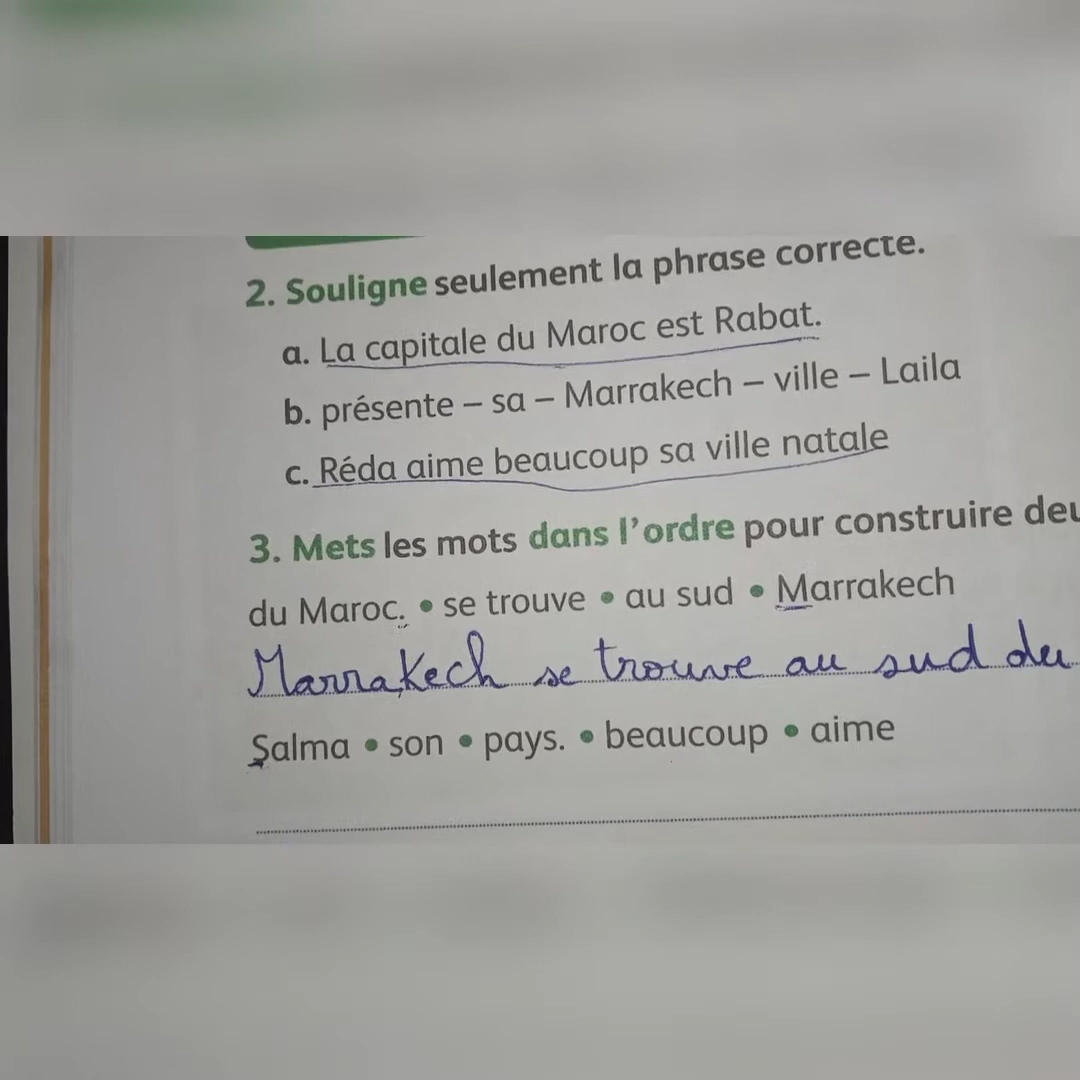 2. Souligne seulement la phrase correcte.
a. La capitale du Maroc est Rabat.
b. présente – sa – Marrakech – ville – Laila
c. Réda aime beaucoup sa ville natale
3. Mets les mots dans l'ordre pour construire deu
du Maroc. • se trouve • au sud • Marrakech
Marrakech se trouve au sud du
Salma • son • pays. • beaucoup • aime